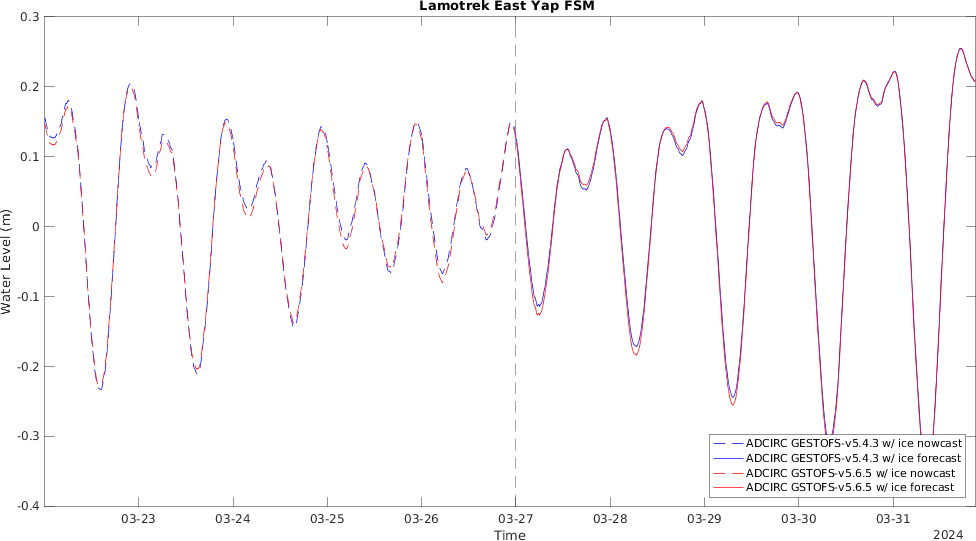 Lamotrek East Yap FSM
0.3
0.2
0.1
0
-0.1
-0.2
-0.3
-0.4
Water Level (m)
ADCIRC GESTOFS-v5.4.3 w/ ice nowcast
ADCIRC GESTOFS-v5.4.3 w/ ice forecast
ADCIRC GSTOFS-v5.6.5 w/ ice nowcast
ADCIRC GSTOFS-v5.6.5 w/ ice forecast
03-23 03-24 03-25 03-26 03-27 03-28 03-29 03-30 03-31
Time
2024